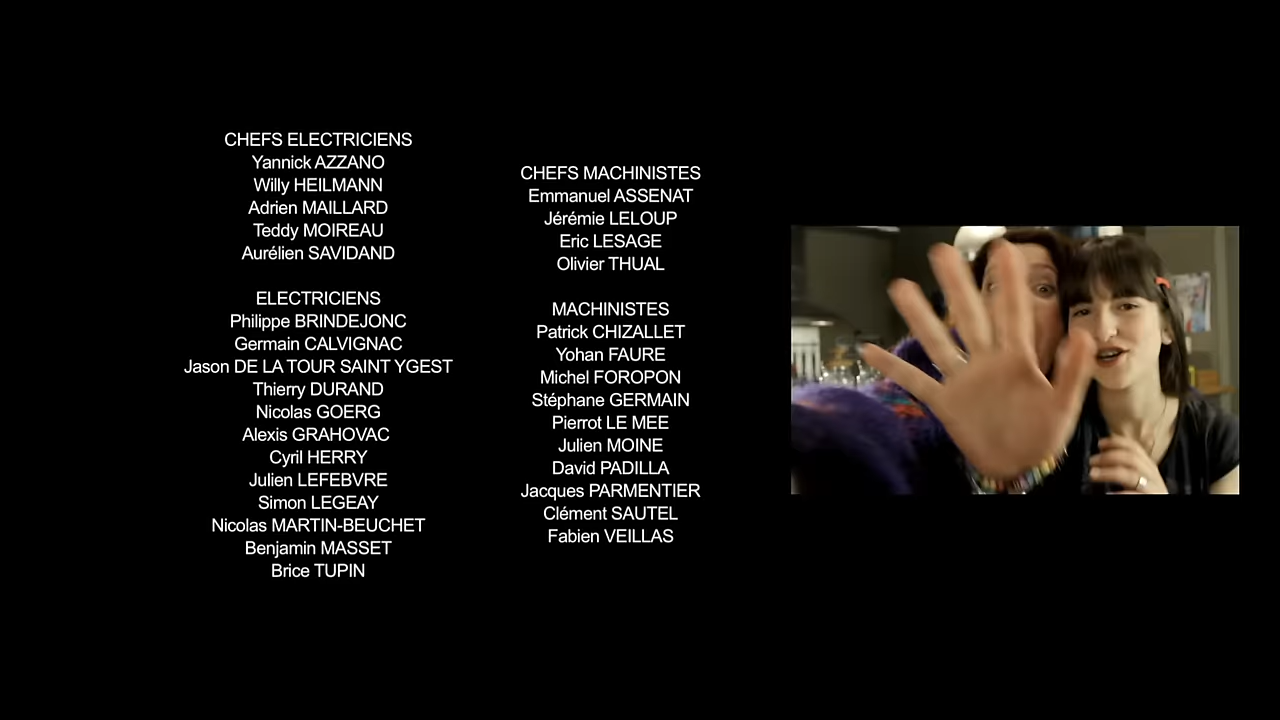 CHEFS ELECTRICIENS
Yannick AZZANO
Willy HEILMANN
Adrien MAILLARD
Teddy MOIREAU
Aurélien SAVIDAND
ELECTRICIENS
Philippe BRINDEJONC
Germain CALVIGNAC
Jason DE LA TOUR SAINT YGEST
Thierry DURAND
Nicolas GOERG
Alexis GRAHOVAC
Cyril HERRY
Julien LEFEBVRE
Simon LEGEAY
Nicolas MARTIN-BEUCHET
Benjamin MASSET
Brice TUPIN
CHEFS MACHINISTES
Emmanuel ASSENAT
Jérémie LELOUP
Eric LESAGE
Olivier THUAL
MACHINISTES
Patrick CHIZALLET
Yohan FAURE
Michel FOROPON
Stéphane GERMAIN
Pierrot LE MEE
Julien MOINE
David PADILLA
Jacques PARMENTIER
Clément SAUTEL
Fabien VEILLAS